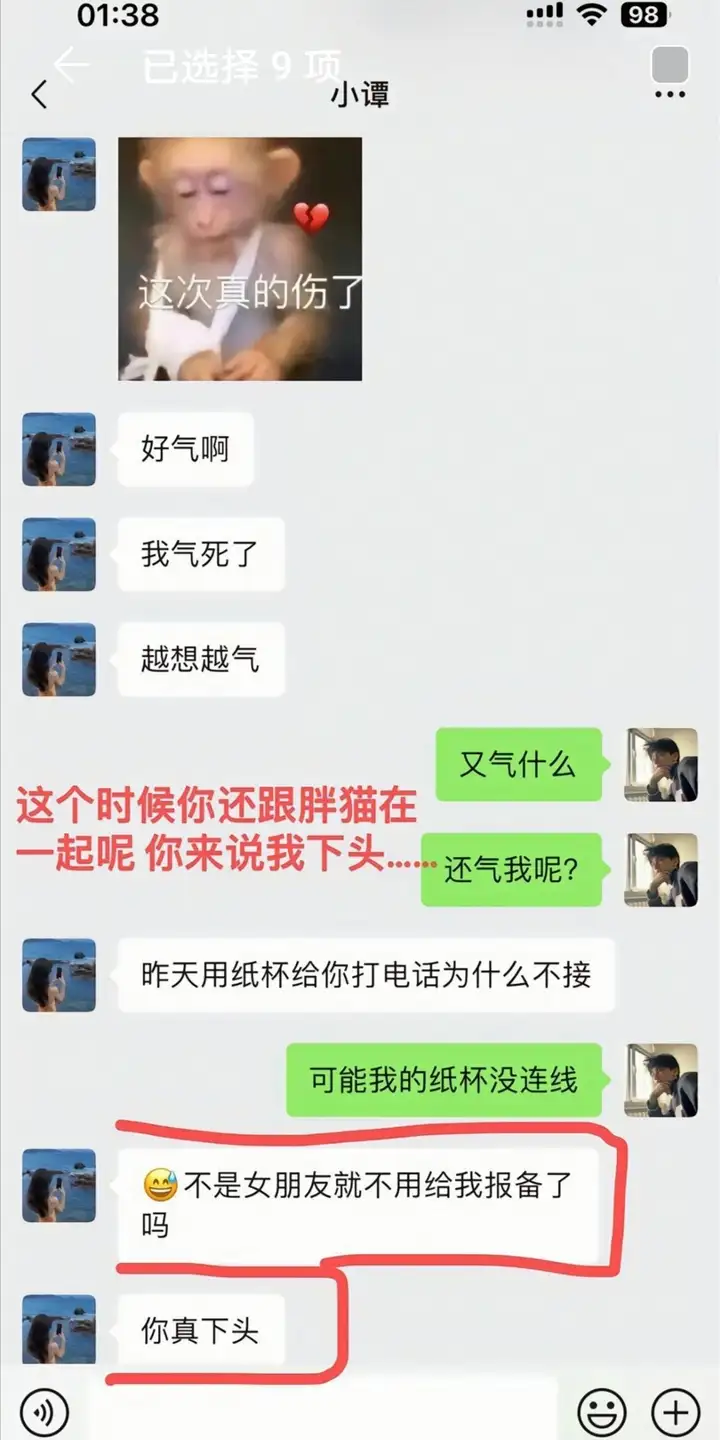 01:38
98
已选择 9 项
小谭
这次真的伤了
好气啊
我气死了
越想越气
又气什么
这个时候你还跟胖猫在
一起呢 你来说我下头......
还气我呢？
昨天用纸杯给你打电话为什么不接
可能我的纸杯没连线
😅不是女朋友就不用给我报备了
吗
你真下头